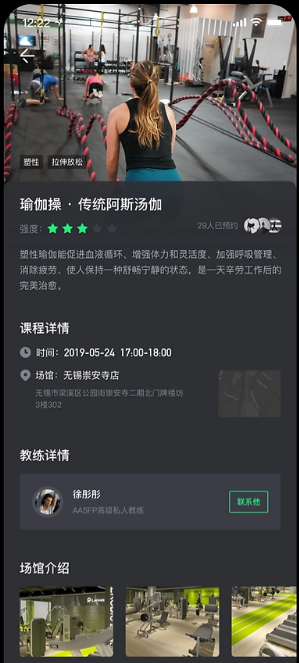 12:22
塑性 拉伸放松
瑜伽操 · 传统阿斯汤伽
强度: 29人已预约
塑性瑜伽能促进血液循环、增强体力和灵活度、加强呼吸管理、
消除疲劳、使人保持一种舒畅宁静的状态，是一天辛劳工作后的
完美治愈。
课程详情
时间：2019-05-24 17:00-18:00
场馆：无锡崇安寺店
无锡市梁溪区公园街崇安寺二期北门牌楼坊
3楼302
教练详情
徐彤彤
AASFP高级私人教练
联系他
场馆介绍